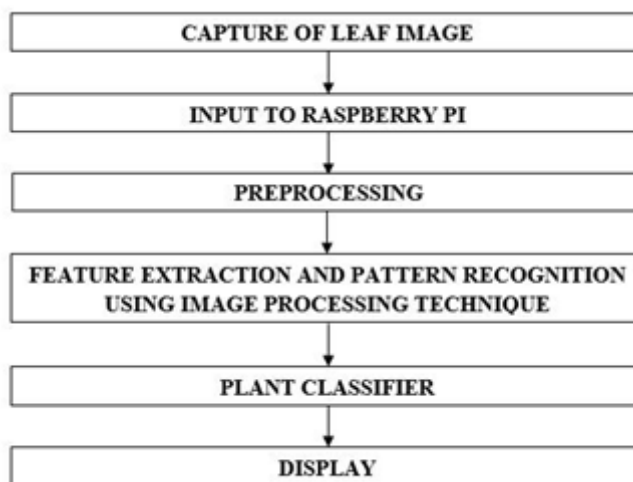 CAPTURE OF LEAF IMAGE
INPUT TO RASPBERRY PI
PREPROCESSING
FEATURE EXTRACTION AND PATTERN RECOGNITION
USING IMAGE PROCESSING TECHNIQUE
PLANT CLASSIFIER
DISPLAY